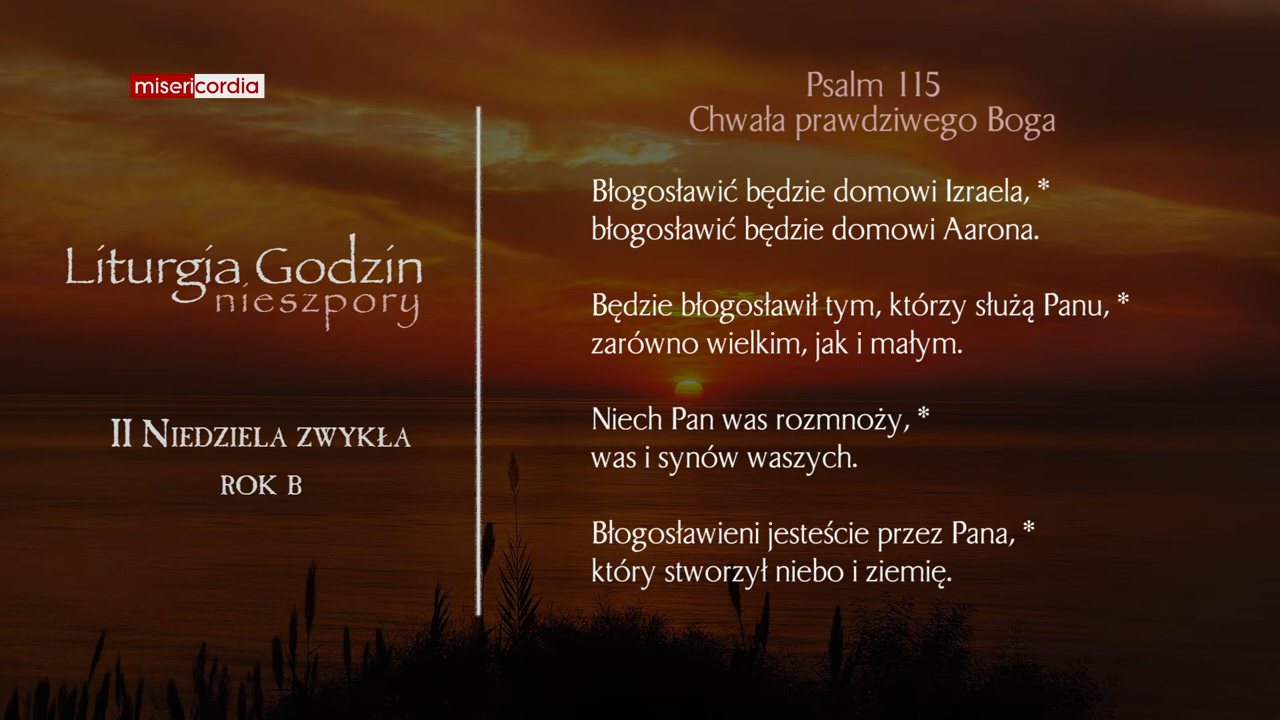 misericordia
Liturgia Godzin
nieszpory
II Niedziela zwykła
rok B
Psalm 115
Chwała prawdziwego Boga
Błogosławić będzie domowi Izraela, *
błogosławić będzie domowi Aarona.
Będzie błogosławił tym, którzy służą Panu, *
zarówno wielkim, jak i małym.
Niech Pan was rozmnoży, *
was i synów waszych.
Błogosławieni jesteście przez Pana, *
który stworzył niebo i ziemię.